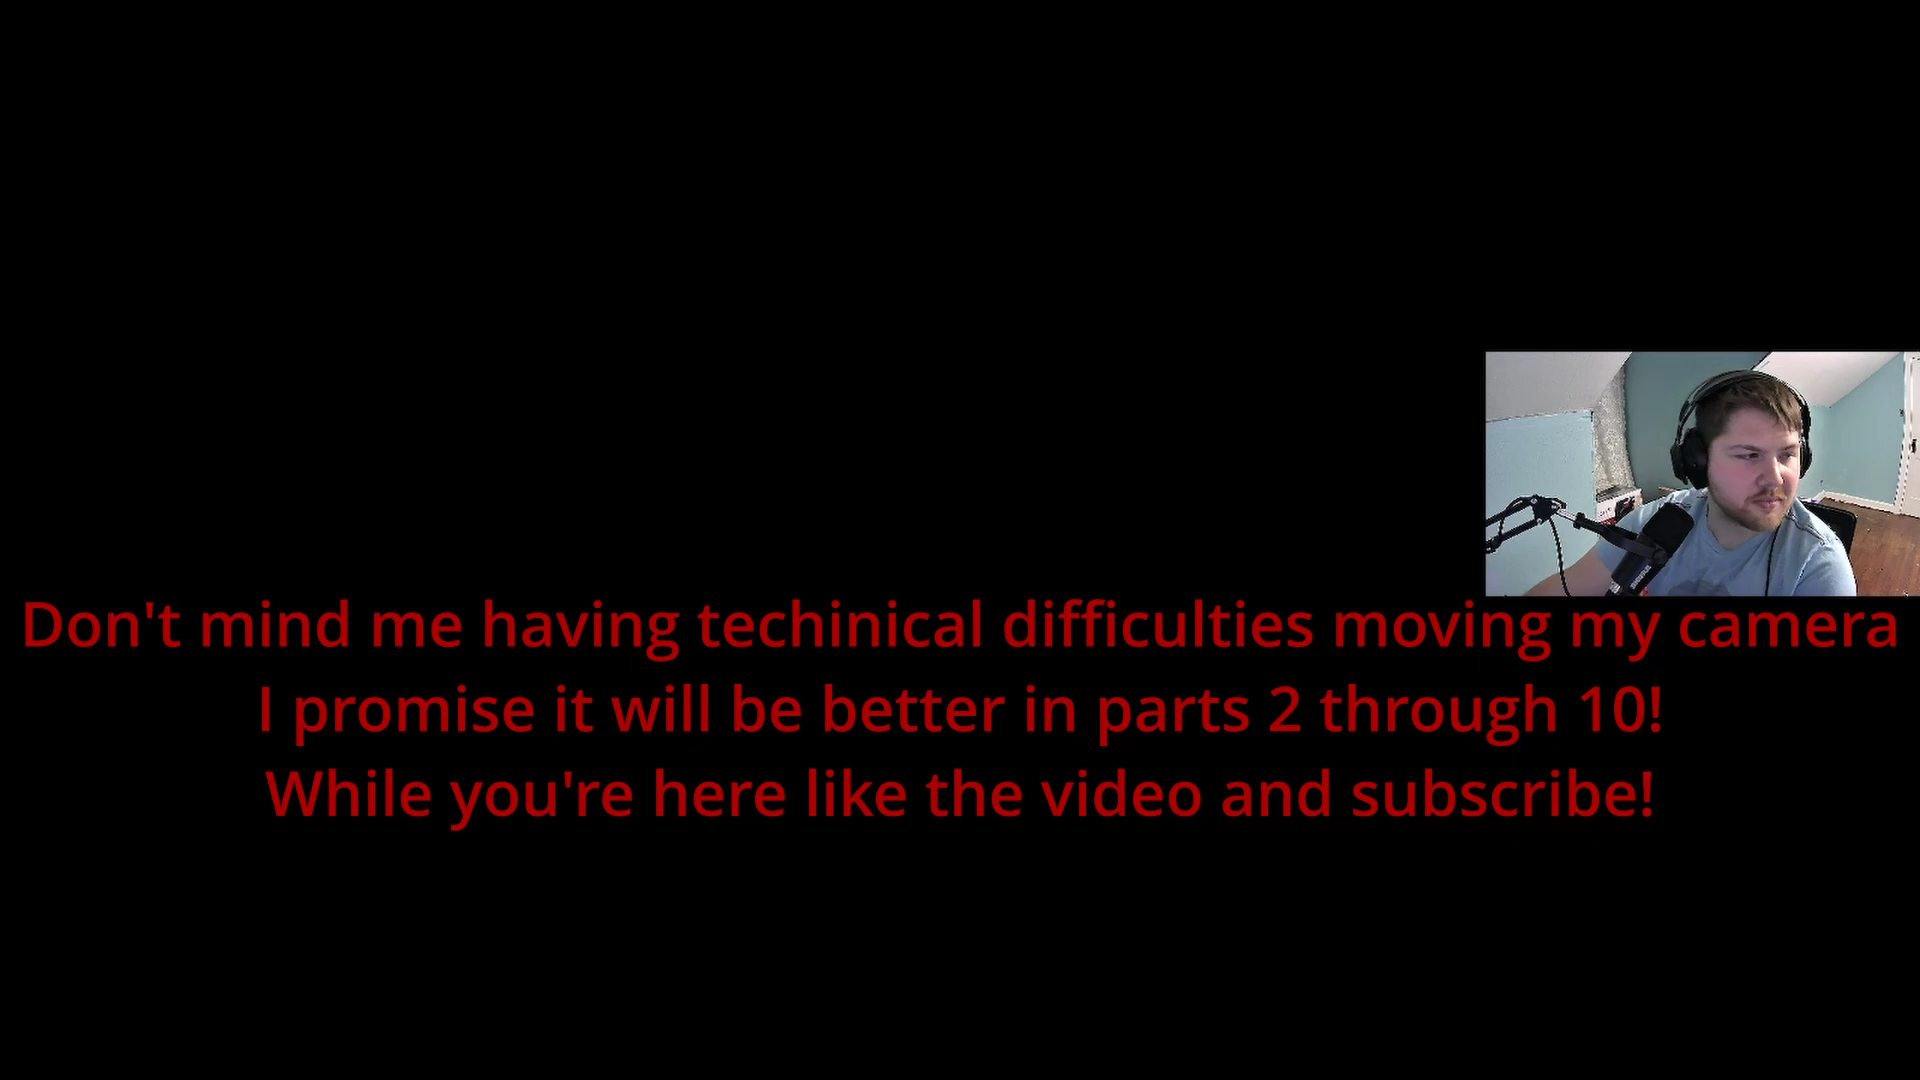 Don't mind me having techinical difficulties moving my camera
I promise it will be better in parts 2 through 10!
While you're here like the video and subscribe!